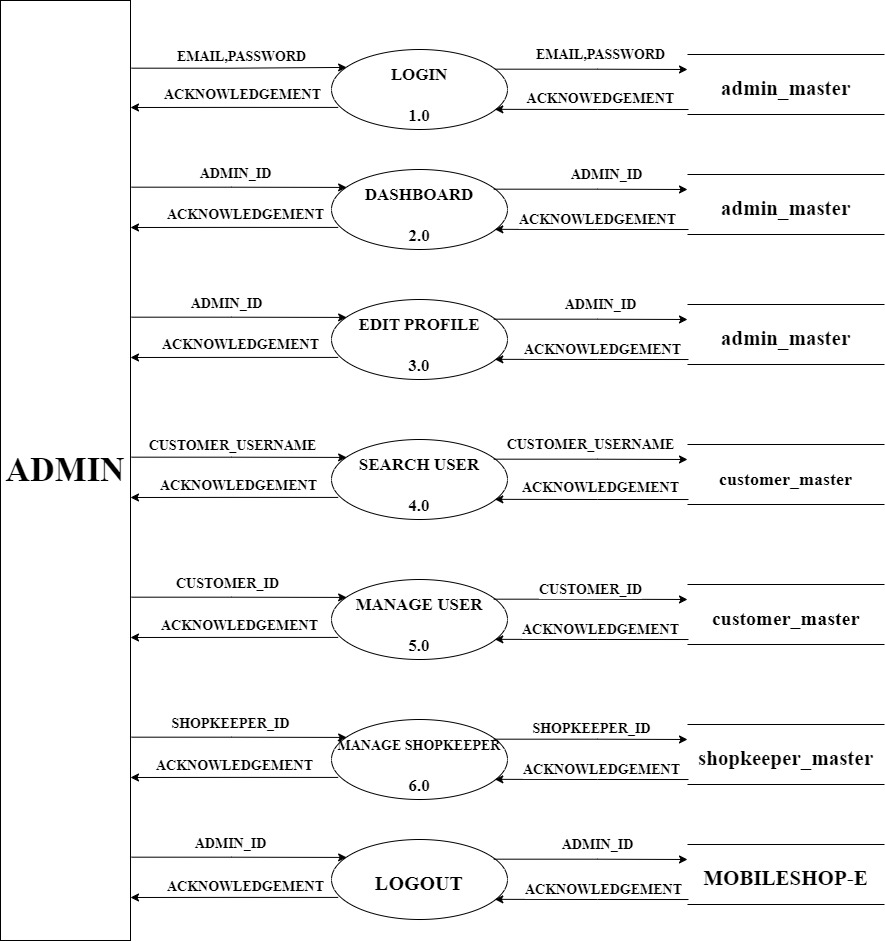 EMAIL,PASSWORD
EMAIL,PASSWORD
LOGIN
admin_master
ACKNOWLEDGEMENT
ACKNOWEDGEMENT
1.0
ADMIN_ID
ADMIN_ID
DASHBOARD
admin_master
ACKNOWLEDGEMENT
ACKNOWLEDGEMENT
2.0
ADMIN_ID
ADMIN_ID
EDIT PROFILE
admin_master
ACKNOWLEDGEMENT
ACKNOWLEDGEMENT
3.0
CUSTOMER_USERNAME
CUSTOMER_USERNAME
ADMIN
SEARCH USER
customer_master
ACKNOWLEDGEMENT
ACKNOWLEDGEMENT
4.0
CUSTOMER_ID
CUSTOMER_ID
MANAGE USER
customer_master
ACKNOWLEDGEMENT
ACKNOWLEDGEMENT
5.0
SHOPKEEPER_ID
SHOPKEEPER_ID
MANAGE SHOPKEEPER
shopkeeper_master
ACKNOWLEDGEMENT
ACKNOWLEDGEMENT
6.0
ADMIN_ID
ADMIN_ID
LOGOUT
MOBILESHOP-E
ACKNOWLEDGEMENT
ACKNOWLEDGEMENT